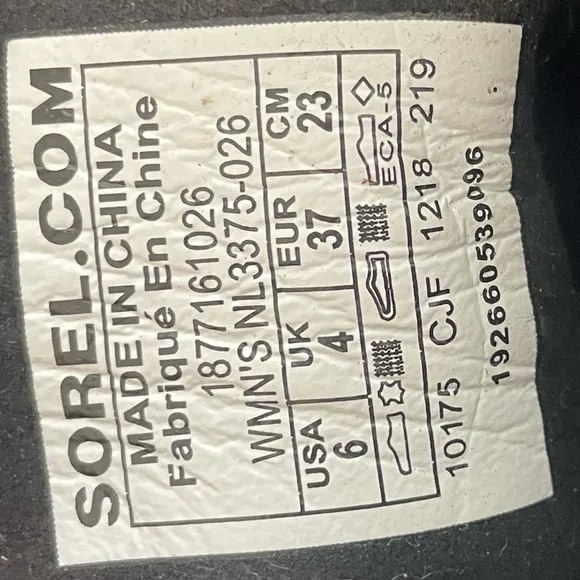 SOREL.COM
MADE IN CHINA
Fabriqué En Chine
1877161026
WMN'S NL3375-026
USA UK EUR CM
6 4 37 23
ECA-5
10175 CJF 1218 219
192660539096